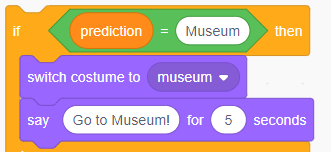 if prediction = Museum then
switch costume to museum
say Go to Museum! for 5 seconds